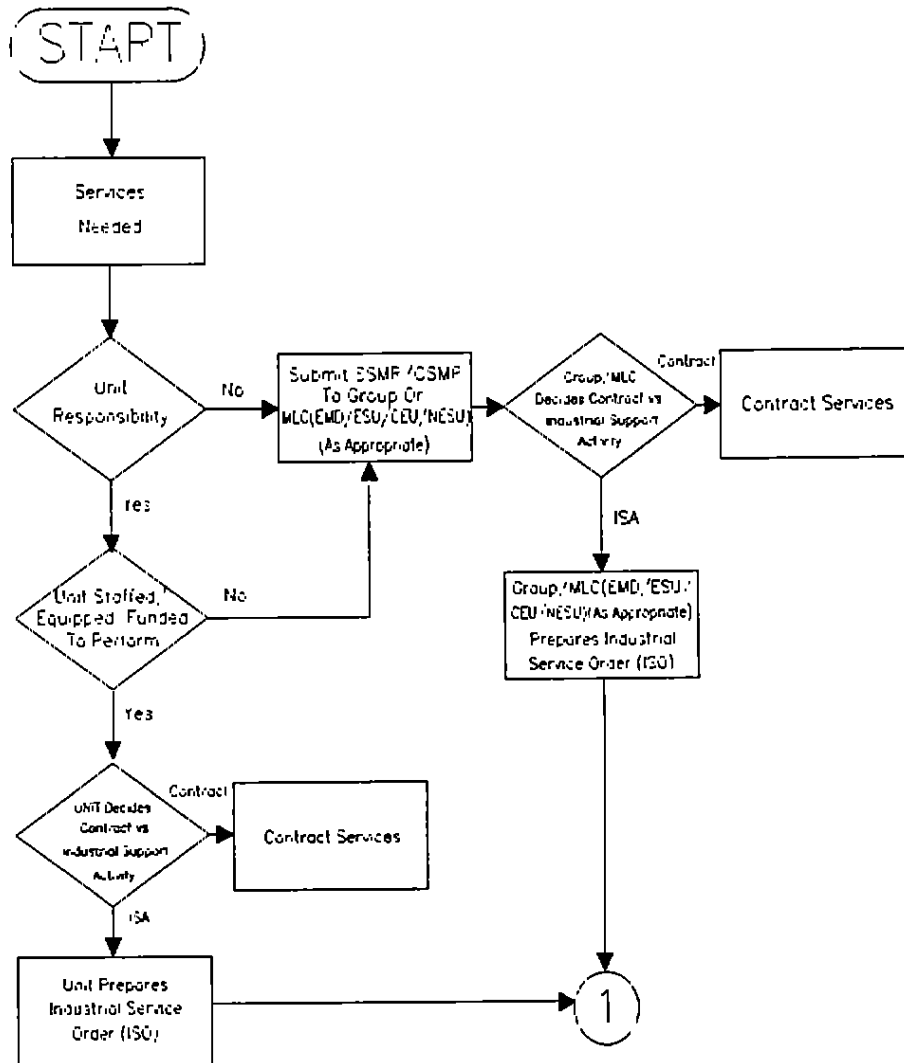 START
Services
Needed
Unit
Responsibility
No
Yes
Submit SSMR/CSMP
To Group Or
MLC(EMD/ESU/CEU/NESU)
(As Appropriate)
Group/MLC
Decides Contract vs
Industrial Support
Activity
Contract
Contract Services
ISA
Unit Staffed/
Equipped Funded
To Perform
No
Yes
Group/MLC(EMD/ESU/
CEU/NESU)(As Appropriate)
Prepares Industrial
Service Order (ISO)
UNIT Decides
Contract vs
Industrial Support
Activity
Contract
Contract Services
ISA
Unit Prepares
Industrial Service
Order (ISO)
1